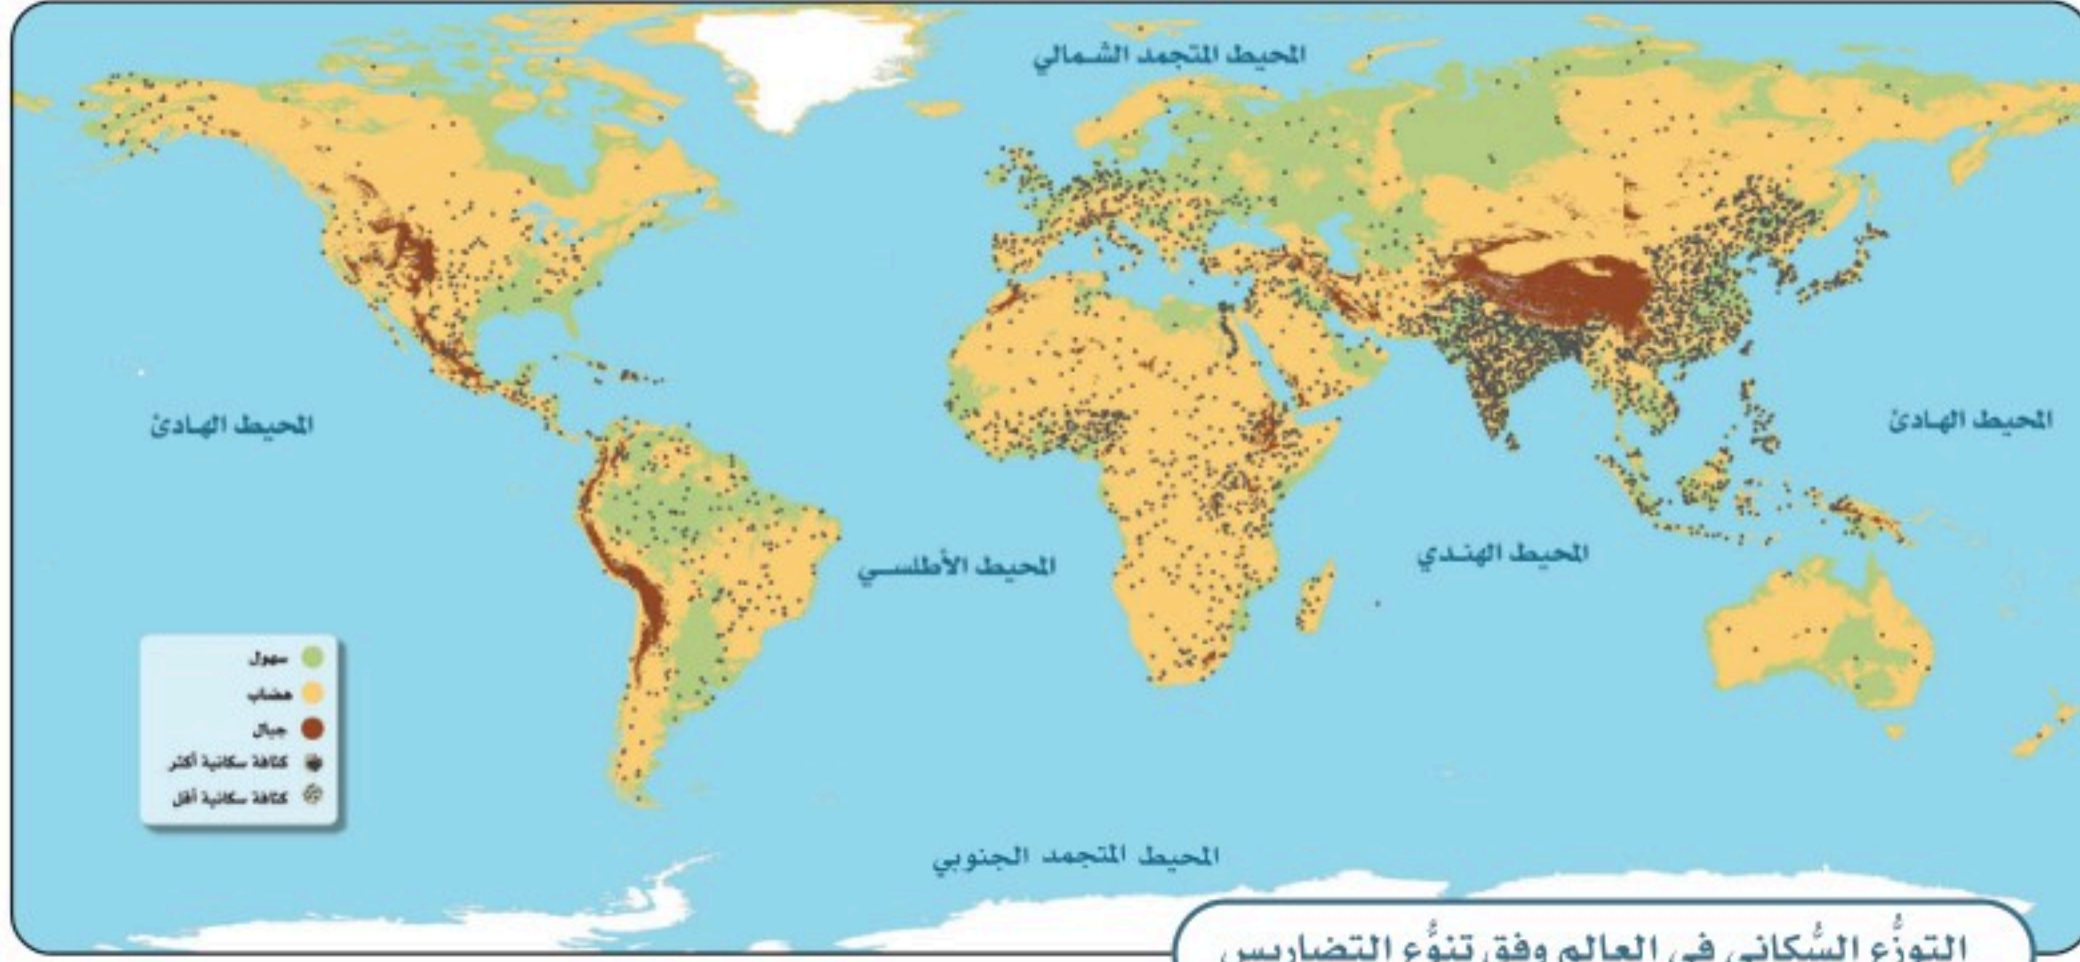 المحيط المتجمد الشمالي
المحيط الهادئ
المحيط الهادئ
المحيط الهندي
المحيط الأطلسي
سهول
هضاب
جبال
كثافة سكانية أكثر
كثافة سكانية أقل
المحيط المتجمد الجنوبي
التوزُّع السُّكاني في العالم وفق تنوُّع التضاريس